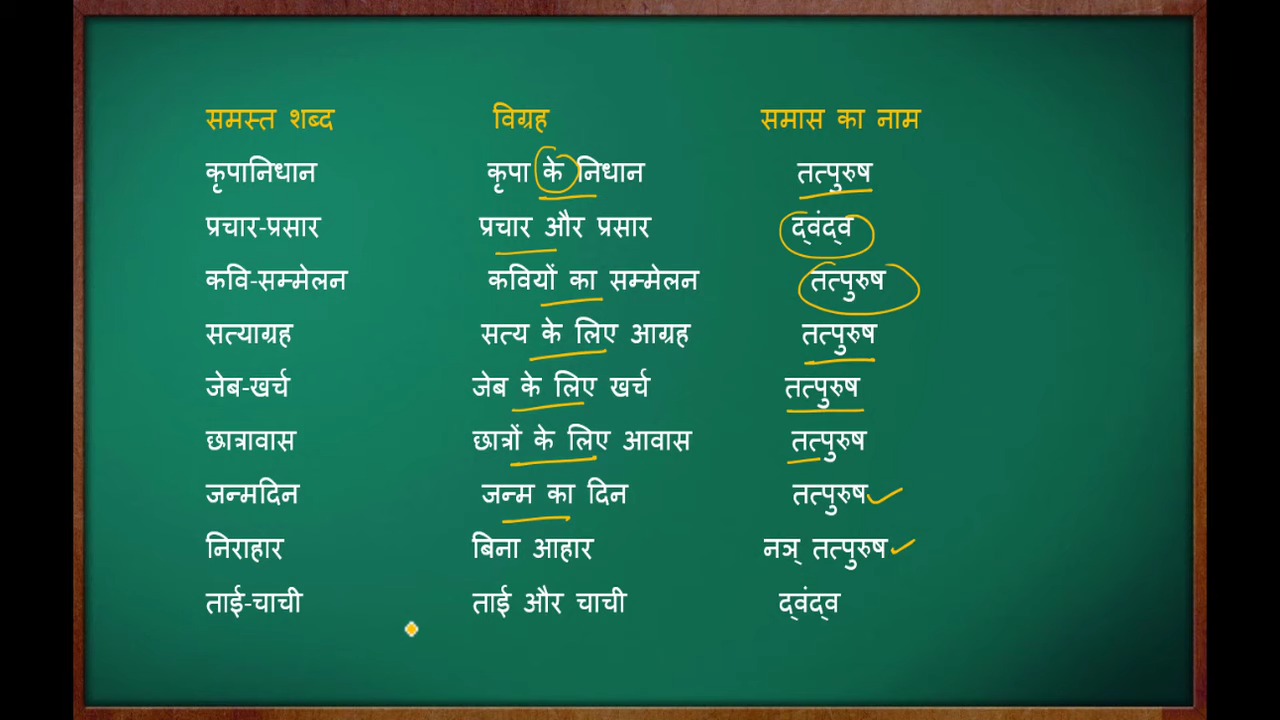 समस्त शब्द विग्रह समास का नाम
कृपानिधान कृपा के निधान तत्पुरुष
प्रचार-प्रसार प्रचार और प्रसार द्वंद्व
कवि-सम्मेलन कवियों का सम्मेलन तत्पुरुष
सत्याग्रह सत्य के लिए आग्रह तत्पुरुष
जेब-खर्च जेब के लिए खर्च तत्पुरुष
छात्रावास छात्रों के लिए आवास तत्पुरुष
जन्मदिन जन्म का दिन तत्पुरुष
निराहार बिना आहार नञ् तत्पुरुष
ताई-चाची ताई और चाची द्वंद्व